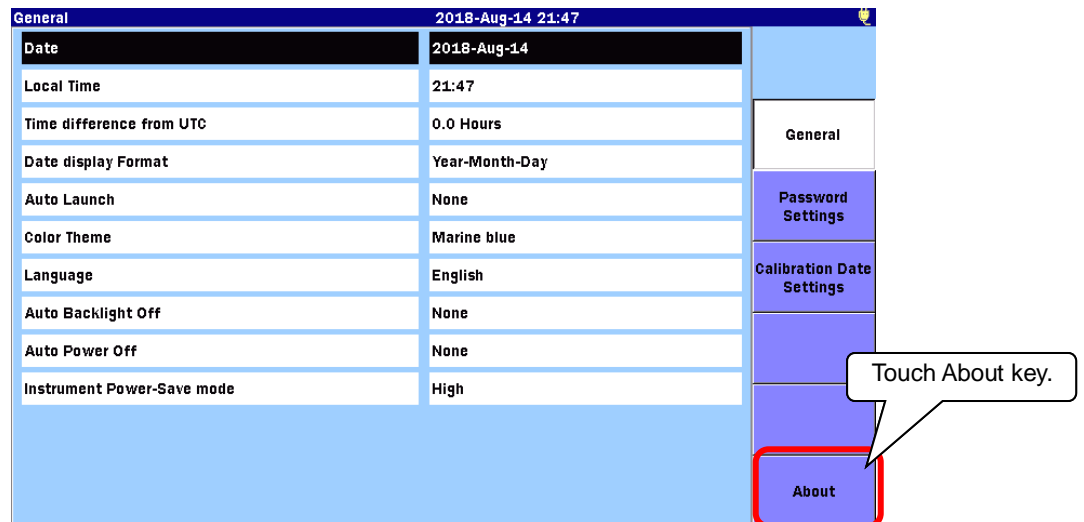 General 2018-Aug-14 21:47
Date 2018-Aug-14
Local Time 21:47
Time difference from UTC 0.0 Hours
Date display Format Year-Month-Day
Auto Launch None
Color Theme Marine blue
Language English
Auto Backlight Off None
Auto Power Off None
Instrument Power-Save mode High
General
Password
Settings
Calibration Date
Settings
Touch About key.
About